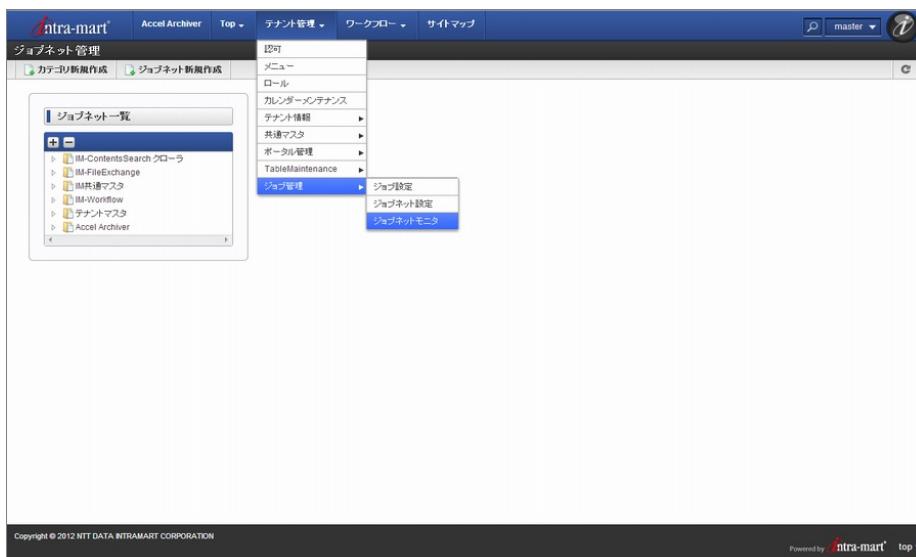 intra-mart Accel Archiver Top テナント管理 ワークフロー サイトマップ master
ジョブネット管理
カテゴリ新規作成 ジョブネット新規作成
ジョブネット一覧
IM-ContentsSearch クローラ
IM-FileExchange
IM共通マスタ
IM-Workflow
テナントマスタ
Accel Archiver
認可
メニュー
ロール
カレンダーメンテナンス
テナント情報
共通マスタ
ポータル管理
TableMaintenance
ジョブ管理
ジョブ設定
ジョブネット設定
ジョブネットモニタ
Copyright © 2012 NTT DATA INTRAMART CORPORATION
Powered by intra-mart top